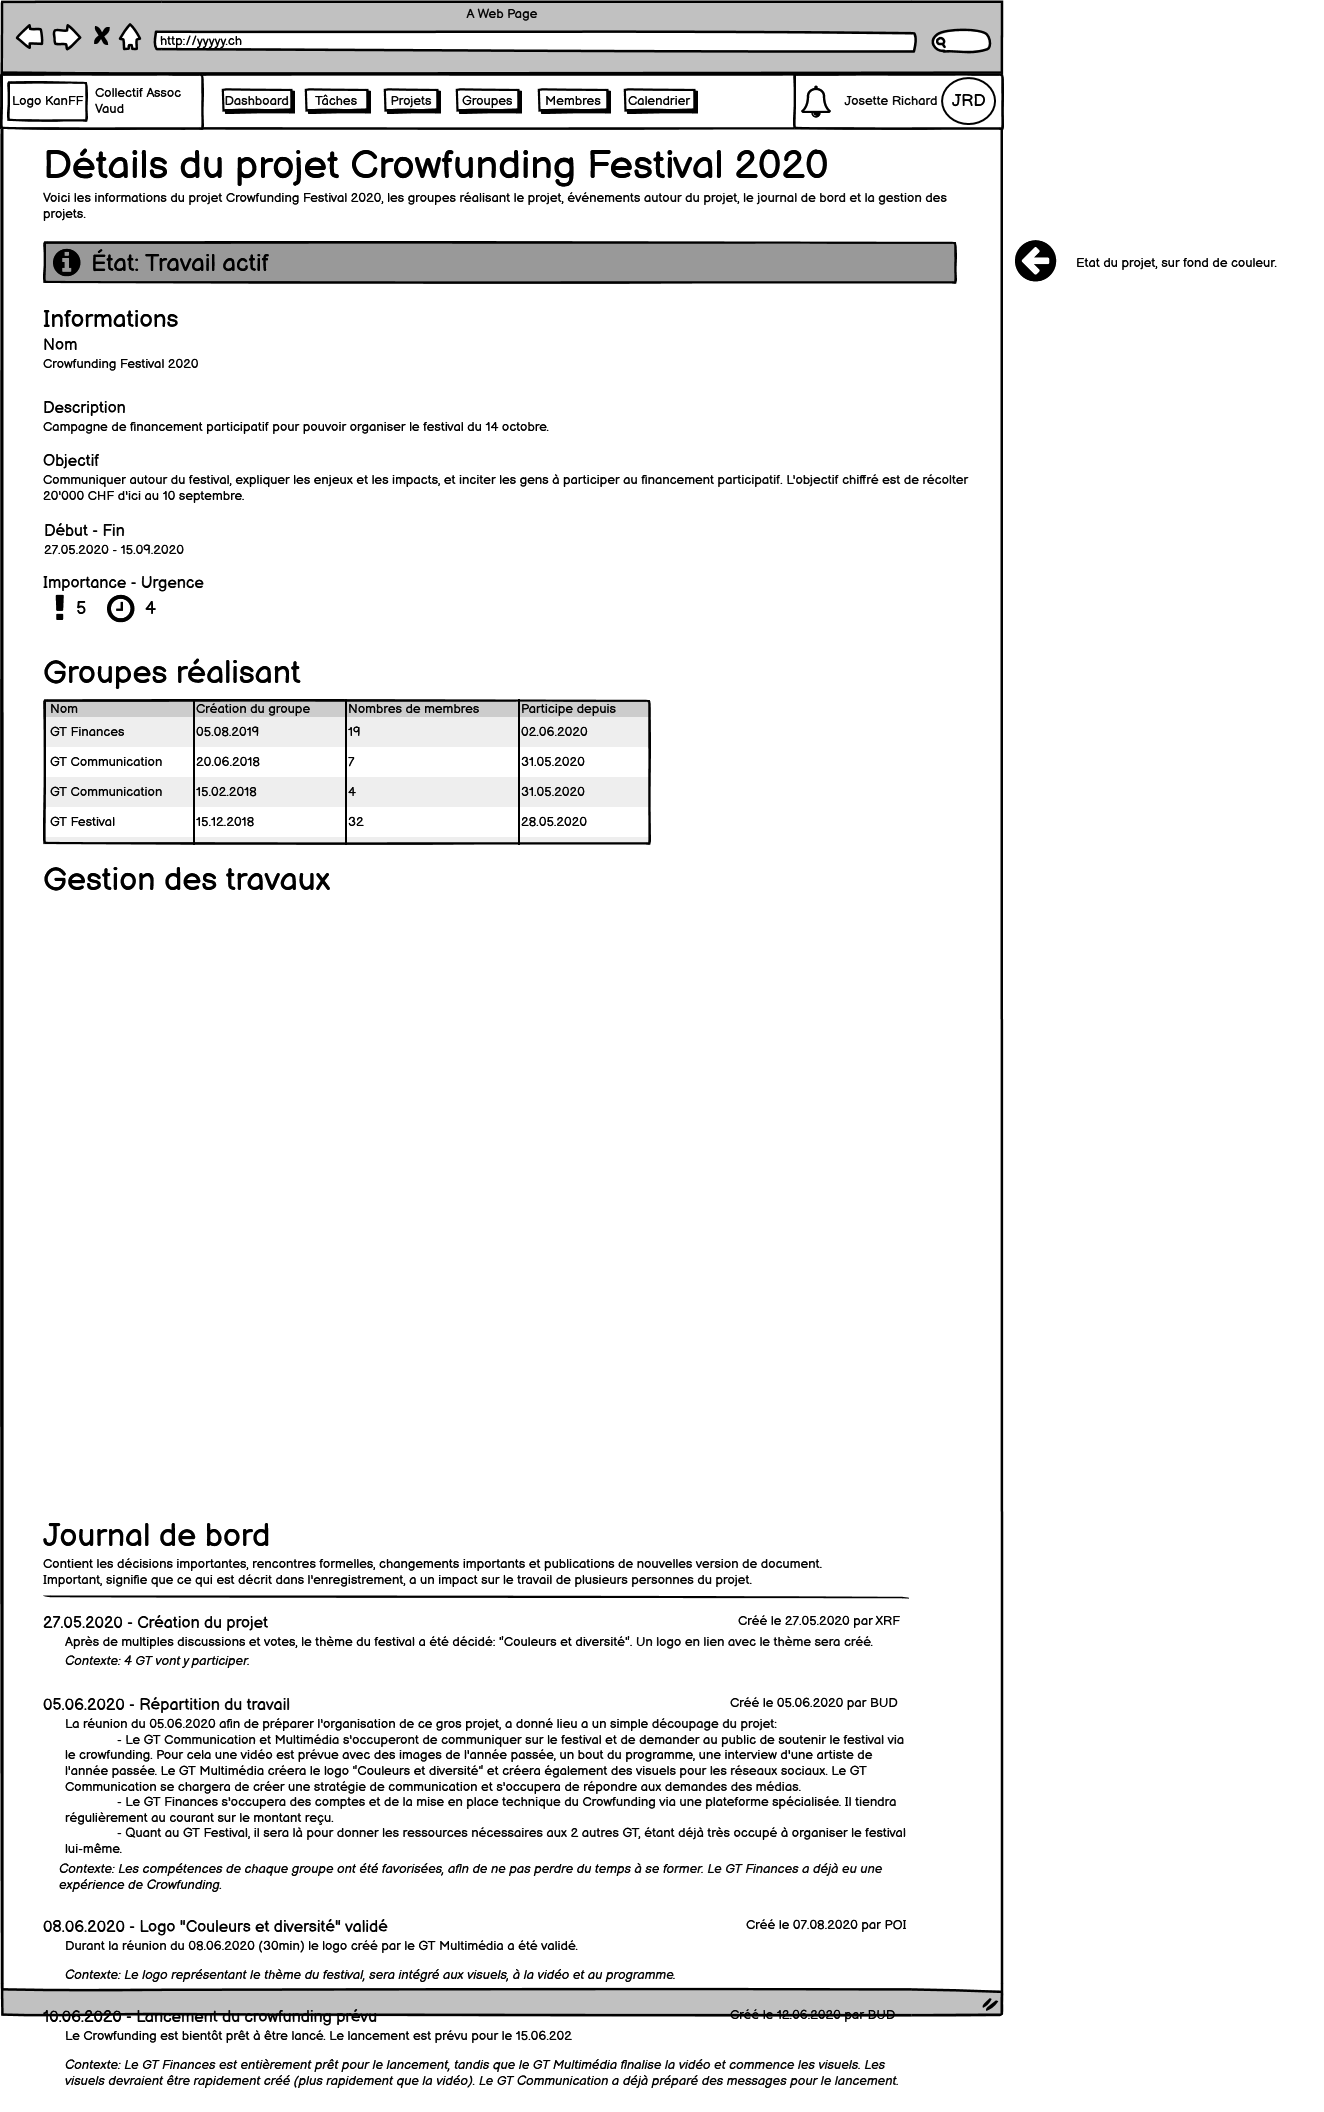 A Web Page
http://yyyyy.ch
Logo KanFF
Collectif Assoc
Vaud
Dashboard Tâches Projets Groupes Membres Calendrier
Josette Richard JRD
Détails du projet Crowfunding Festival 2020
Voici les informations du projet Crowfunding Festival 2020, les groupes réalisant le projet, événements autour du projet, le journal de bord et la gestion des
projets.
État: Travail actif
Etat du projet, sur fond de couleur.
Informations
Nom
Crowfunding Festival 2020
Description
Campagne de financement participatif pour pouvoir organiser le festival du 14 octobre.
Objectif
Communiquer autour du festival, expliquer les enjeux et les impacts, et inciter les gens à participer au financement participatif. L'objectif chiffré est de récolter
20'000 CHF d'ici au 10 septembre.
Début - Fin
27.05.2020 - 15.09.2020
Importance - Urgence
5 4
Groupes réalisant
Nom Création du groupe Nombres de membres Participe depuis
GT Finances 05.08.2019 19 02.06.2020
GT Communication 20.06.2018 7 31.05.2020
GT Communication 15.02.2018 4 31.05.2020
GT Festival 15.12.2018 32 28.05.2020
Gestion des travaux
Journal de bord
Contient les décisions importantes, rencontres formelles, changements importants et publications de nouvelles version de document.
Important, signifie que ce qui est décrit dans l'enregistrement, a un impact sur le travail de plusieurs personnes du projet.
27.05.2020 - Création du projet Créé le 27.05.2020 par XRF
Après de multiples discussions et votes, le thème du festival a été décidé: "Couleurs et diversité". Un logo en lien avec le thème sera créé.
Contexte: 4 GT vont y participer.
05.06.2020 - Répartition du travail Créé le 05.06.2020 par BUD
La réunion du 05.06.2020 afin de préparer l'organisation de ce gros projet, a donné lieu a un simple découpage du projet:
- Le GT Communication et Multimédia s'occuperont de communiquer sur le festival et de demander au public de soutenir le festival via
le crowfunding. Pour cela une vidéo est prévue avec des images de l'année passée, un bout du programme, une interview d'une artiste de
l'année passée. Le GT Multimédia créera le logo "Couleurs et diversité" et créera également des visuels pour les réseaux sociaux. Le GT
Communication se chargera de créer une stratégie de communication et s'occupera de répondre aux demandes des médias.
- Le GT Finances s'occupera des comptes et de la mise en place technique du Crowfunding via une plateforme spécialisée. Il tiendra
régulièrement au courant sur le montant reçu.
- Quant au GT Festival, il sera là pour donner les ressources nécessaires aux 2 autres GT, étant déjà très occupé à organiser le festival
lui-même.
Contexte: Les compétences de chaque groupe ont été favorisées, afin de ne pas perdre du temps à se former. Le GT Finances a déjà eu une
expérience de Crowfunding.
08.06.2020 - Logo "Couleurs et diversité" validé Créé le 07.08.2020 par POI
Durant la réunion du 08.06.2020 (30min) le logo créé par le GT Multimédia a été validé.
Contexte: Le logo représentant le thème du festival, sera intégré aux visuels, à la vidéo et au programme.
10.06.2020 - Lancement du crowfunding prévu Créé le 12.06.2020 par BUD
Le Crowfunding est bientôt prêt à être lancé. Le lancement est prévu pour le 15.06.202
Contexte: Le GT Finances est entièrement prêt pour le lancement, tandis que le GT Multimédia finalise la vidéo et commence les visuels. Les
visuels devraient être rapidement créé (plus rapidement que la vidéo). Le GT Communication a déjà préparé des messages pour le lancement.